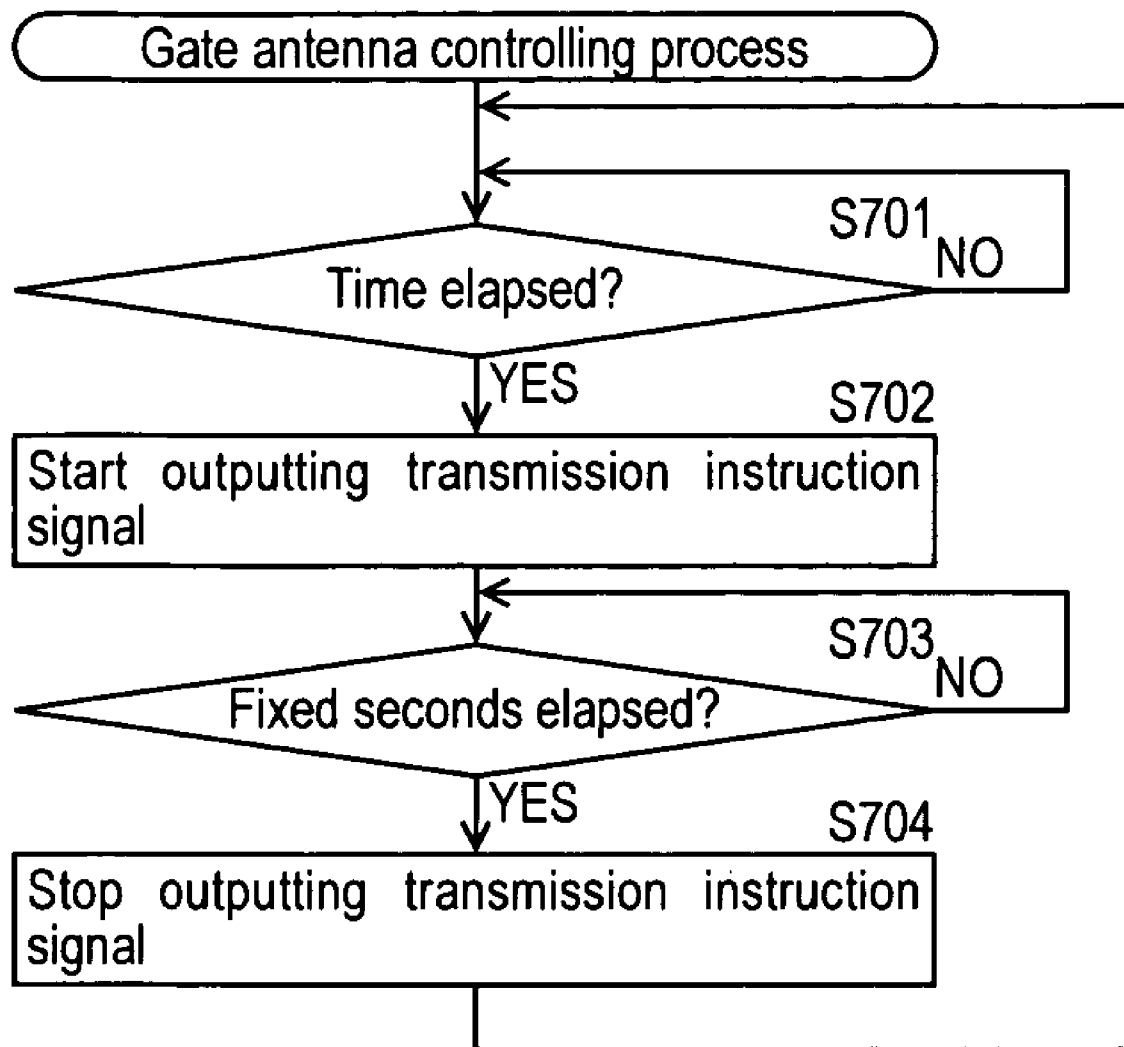 Gate antenna controlling process
S701
NO
Time elapsed?
YES
S702
Start outputting transmission instruction
signal
S703
NO
Fixed seconds elapsed?
YES
S704
Stop outputting transmission instruction
signal